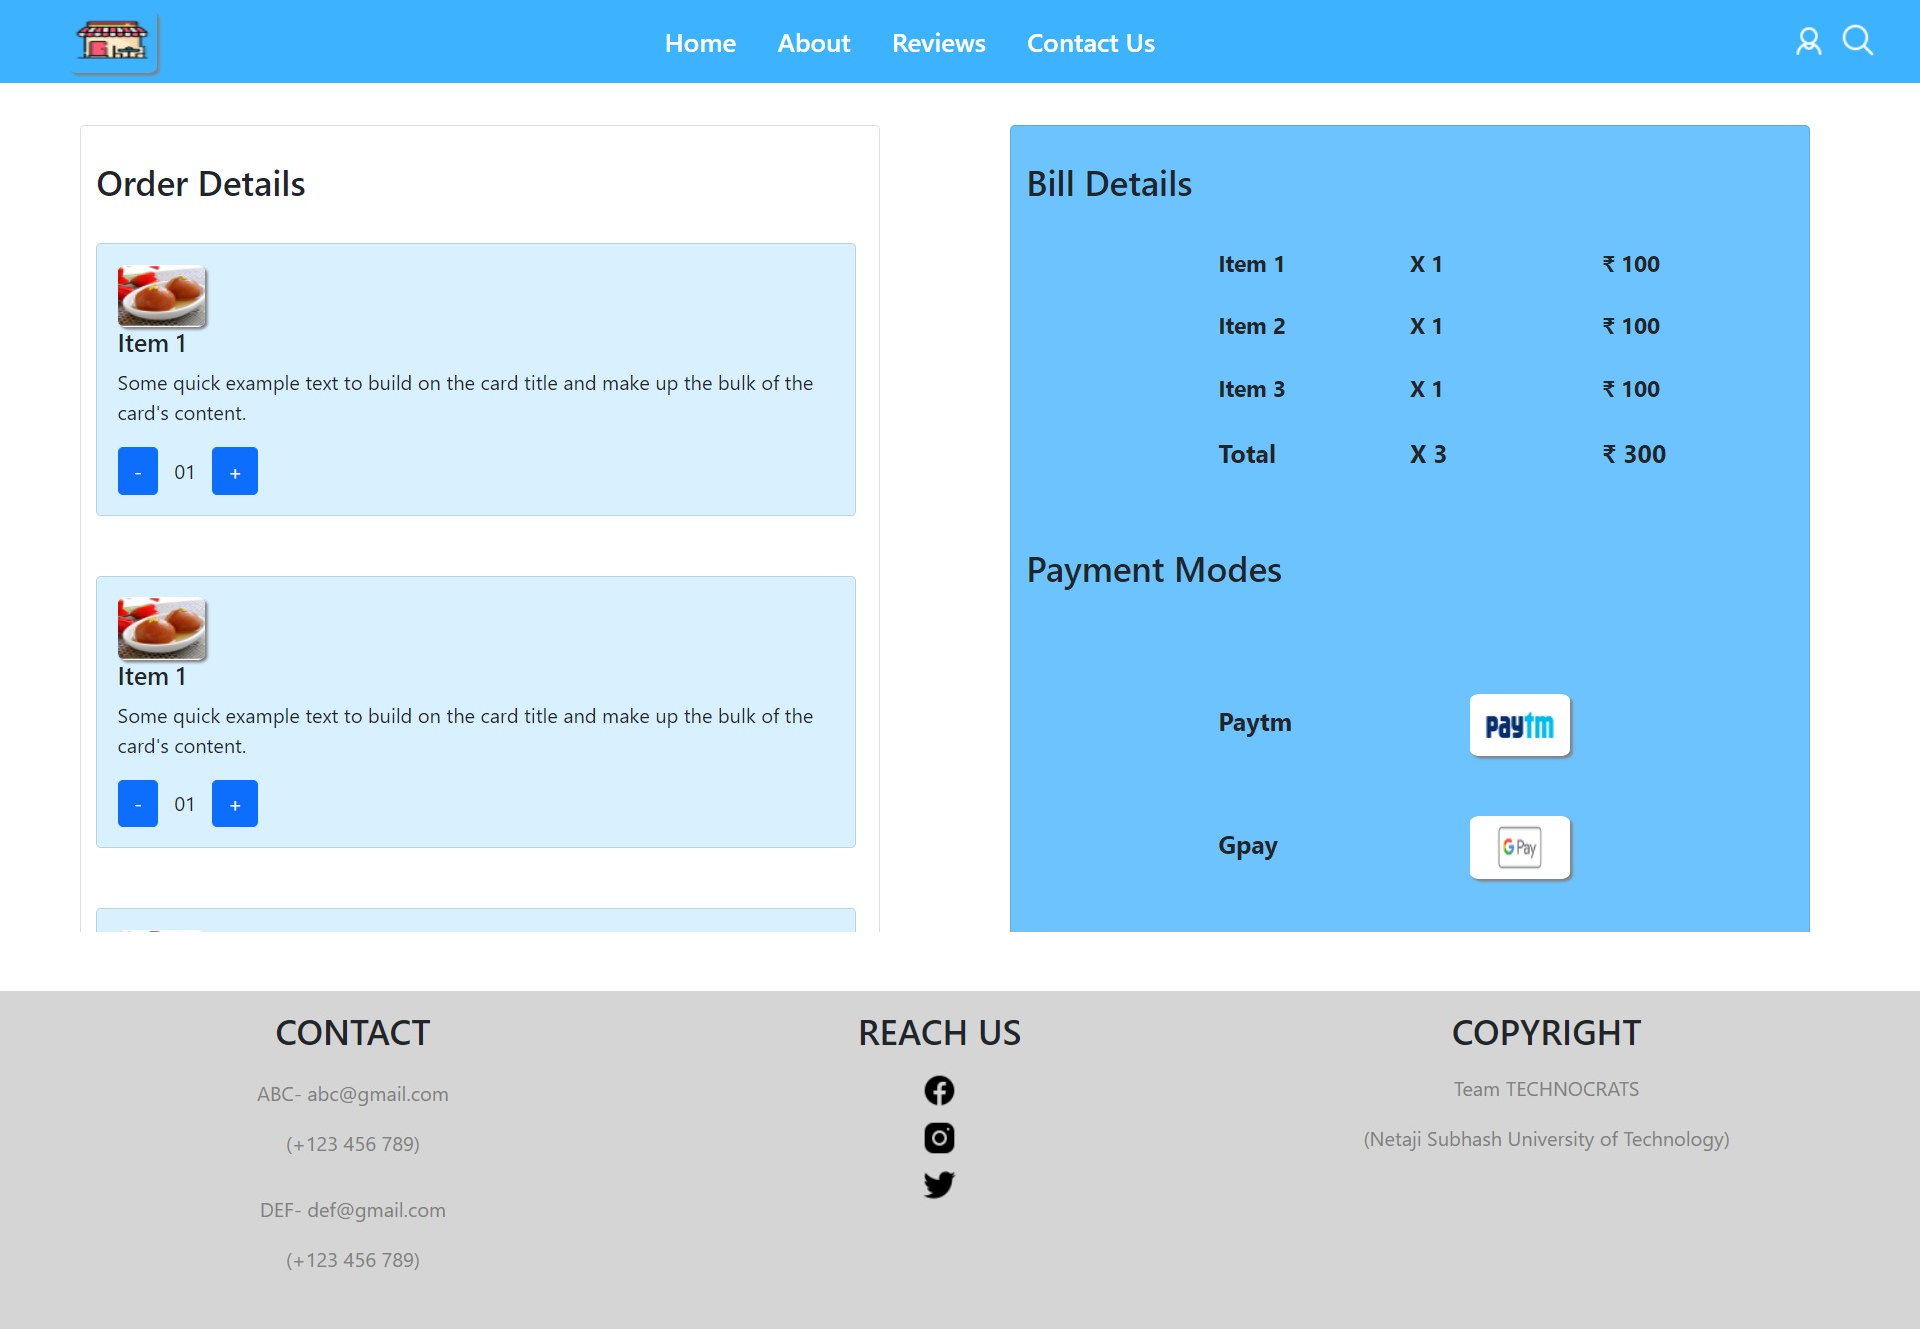 Home About Reviews Contact Us
Order Details
Item 1
Some quick example text to build on the card title and make up the bulk of the
card's content.
- 01 +
Item 1
Some quick example text to build on the card title and make up the bulk of the
card's content.
- 01 +
Bill Details
Item 1 X 1 ₹ 100
Item 2 X 1 ₹ 100
Item 3 X 1 ₹ 100
Total X 3 ₹ 300
Payment Modes
Paytm paytm
Gpay G Pay
CONTACT
ABC- abc@gmail.com
(+123 456 789)
DEF- def@gmail.com
(+123 456 789)
REACH US
COPYRIGHT
Team TECHNOCRATS
(Netaji Subhash University of Technology)